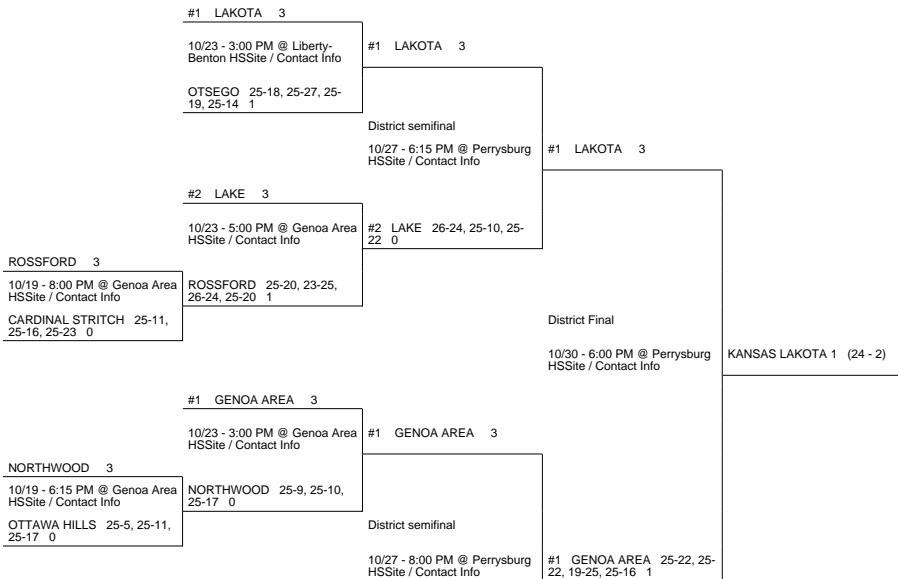 #1 LAKOTA 3
10/23 - 3:00 PM @ Liberty-
Benton HSSite / Contact Info
OTSEGO 25-18, 25-27, 25-
19, 25-14 1
#1 LAKOTA 3
District semifinal
10/27 - 6:15 PM @ Perrysburg
HSSite / Contact Info
#1 LAKOTA 3
#2 LAKE 3
10/23 - 5:00 PM @ Genoa Area
HSSite / Contact Info
#2 LAKE 26-24, 25-10, 25-
22 0
ROSSFORD 3
10/19 - 8:00 PM @ Genoa Area
HSSite / Contact Info
CARDINAL STRITCH 25-11,
25-16, 25-23 0
ROSSFORD 25-20, 23-25,
26-24, 25-20 1
District Final
10/30 - 6:00 PM @ Perrysburg
HSSite / Contact Info
KANSAS LAKOTA 1 (24 - 2)
#1 GENOA AREA 3
10/23 - 3:00 PM @ Genoa Area
HSSite / Contact Info
#1 GENOA AREA 3
NORTHWOOD 3
10/19 - 6:15 PM @ Genoa Area
HSSite / Contact Info
OTTAWA HILLS 25-5, 25-11,
25-17 0
NORTHWOOD 25-9, 25-10,
25-17 0
District semifinal
10/27 - 8:00 PM @ Perrysburg
HSSite / Contact Info
#1 GENOA AREA 25-22, 25-
22, 19-25, 25-16 1